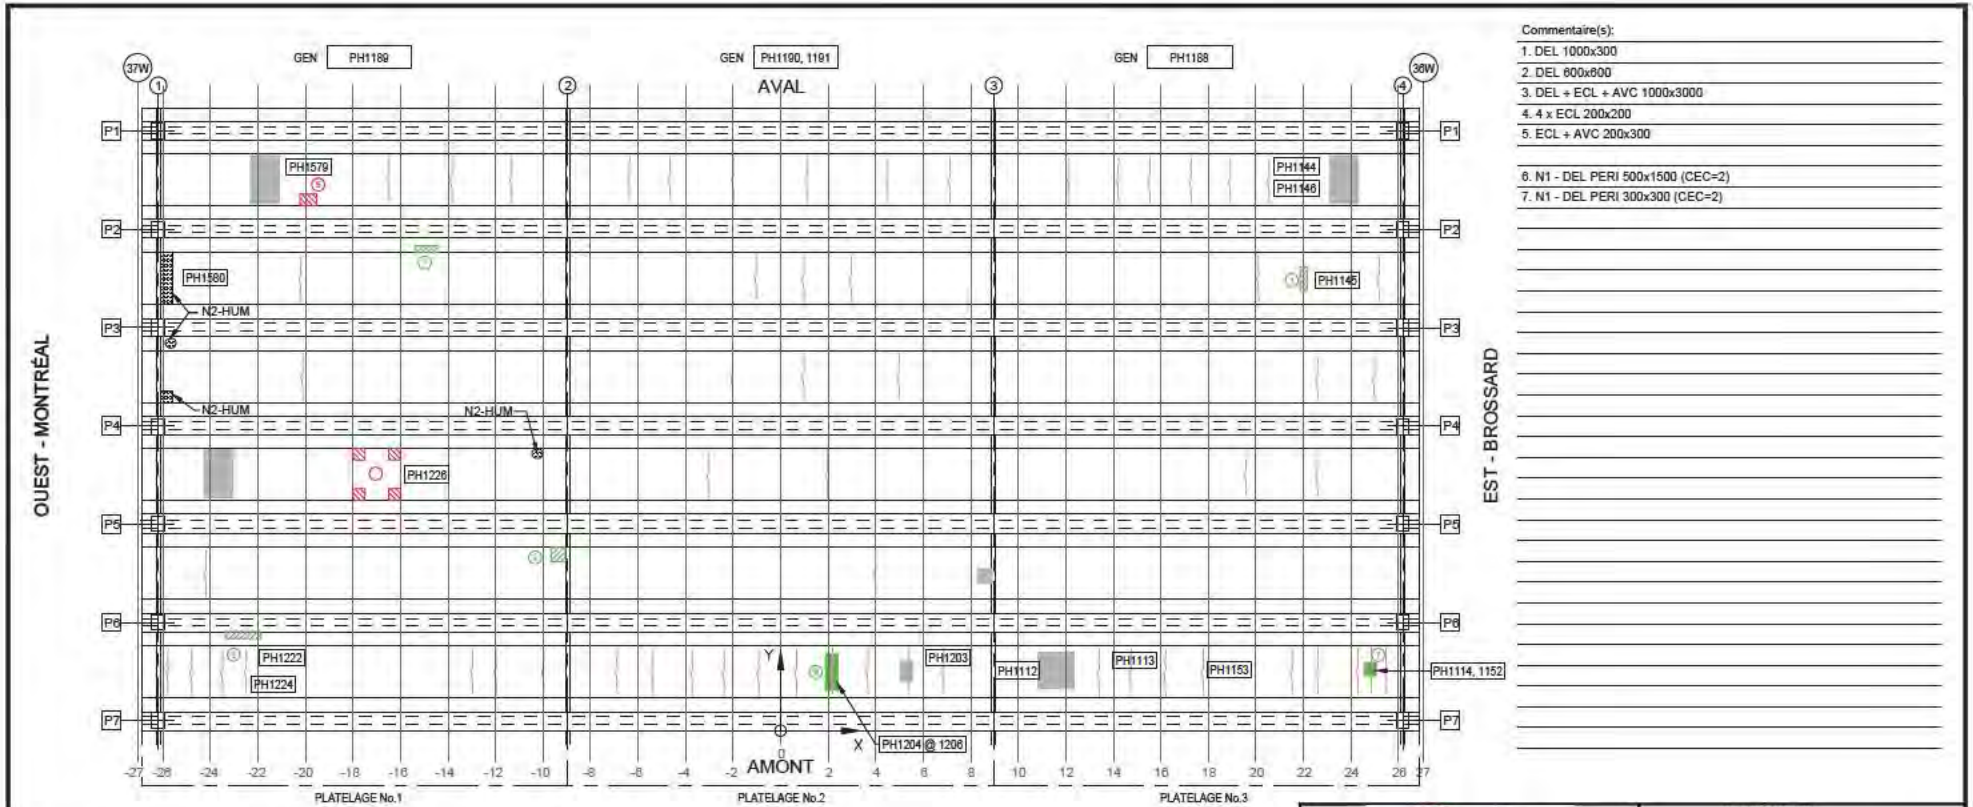 GEN PH1189
GEN PH1190, 1191
GEN PH1188
37W
36W
1
2
3
4
AVAL
P1
P1
PH1579
5
PH1144
PH1146
P2
P2
PH1580
PH1145
N2-HUM
P3
P3
N2-HUM
N2-HUM
P4
P4
PH1226
P5
P5
P6
P6
PH1222
PH1224
Y
PH1203
PH1112
PH1113
PH1153
7
PH1114, 1152
P7
P7
X
0
PH1204 @ 1206
AMONT
-27 -26 -24 -22 -20 -18 -16 -14 -12 -10 -8 -6 -4 -2 2 4 6 8 10 12 14 16 18 20 22 24 26 27
PLATELAGE No.1
PLATELAGE No.2
PLATELAGE No.3
OUEST - MONTRÉAL
EST - BROSSARD
Commentaire(s):
1. DEL 1000x300
2. DEL 600x600
3. DEL + ECL + AVC 1000x3000
4. 4 x ECL 200x200
5. ECL + AVC 200x300
6. N1 - DEL PERI 500x1500 (CEC=2)
7. N1 - DEL PERI 300x300 (CEC=2)